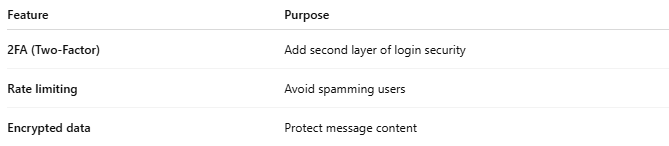 Feature Purpose
2FA (Two-Factor) Add second layer of login security
Rate limiting Avoid spamming users
Encrypted data Protect message content